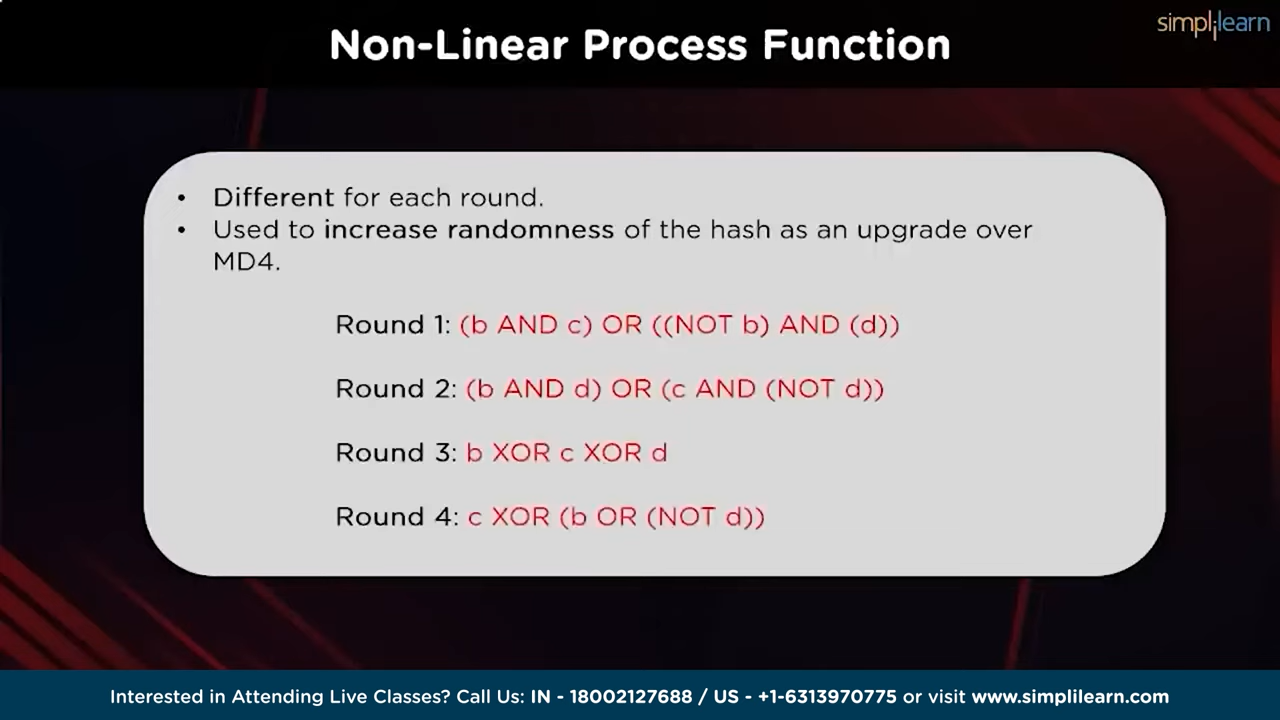 Non-Linear Process Function
simplilearn
• Different for each round.
• Used to increase randomness of the hash as an upgrade over
MD4.
Round 1: (b AND c) OR ((NOT b) AND (d))
Round 2: (b AND d) OR (c AND (NOT d))
Round 3: b XOR c XOR d
Round 4: c XOR (b OR (NOT d))
Interested in Attending Live Classes? Call Us: IN - 18002127688 / US - +1-6313970775 or visit www.simplilearn.com